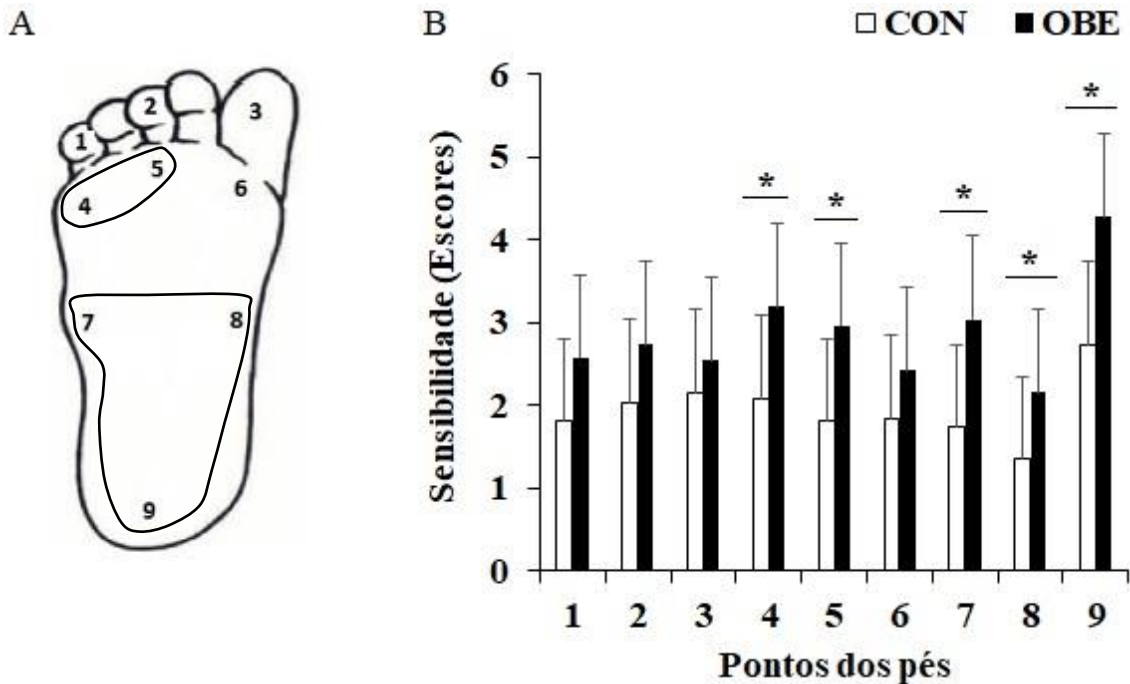 A
1
2
3
4
5
6
7
8
9
B
CON OBE
Sensibilidade (Escores)
6
5
4
3
2
1
0
* * * * *
1 2 3 4 5 6 7 8 9
Pontos dos pés